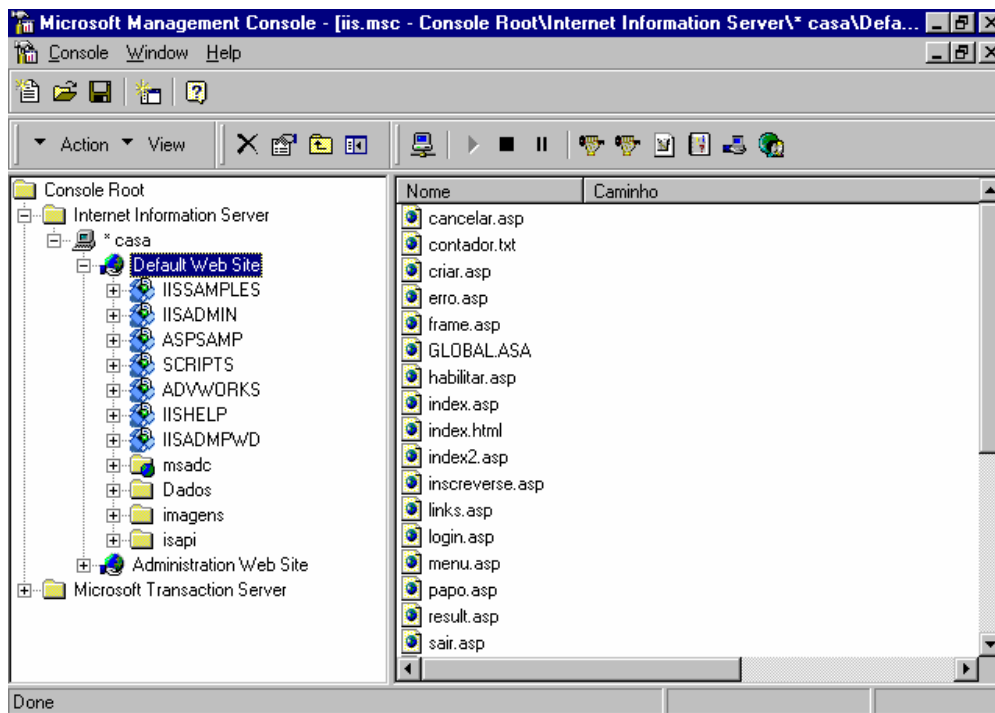 Microsoft Management Console - [iis.msc - Console Root\Internet Information Server\* casa\Defa...
Console Window Help
Action View
Console Root
Internet Information Server
* casa
Default Web Site
IISSAMPLES
IISADMIN
ASPSAMP
SCRIPTS
ADVWORKS
IISHELP
IISADMPWD
msadc
Dados
imagens
isapi
Administration Web Site
Microsoft Transaction Server
Nome Caminho
cancelar.asp
contador.txt
criar.asp
erro.asp
frame.asp
GLOBAL.ASA
habilitar.asp
index.asp
index.html
index2.asp
inscreverse.asp
links.asp
login.asp
menu.asp
papo.asp
result.asp
sair.asp
Done